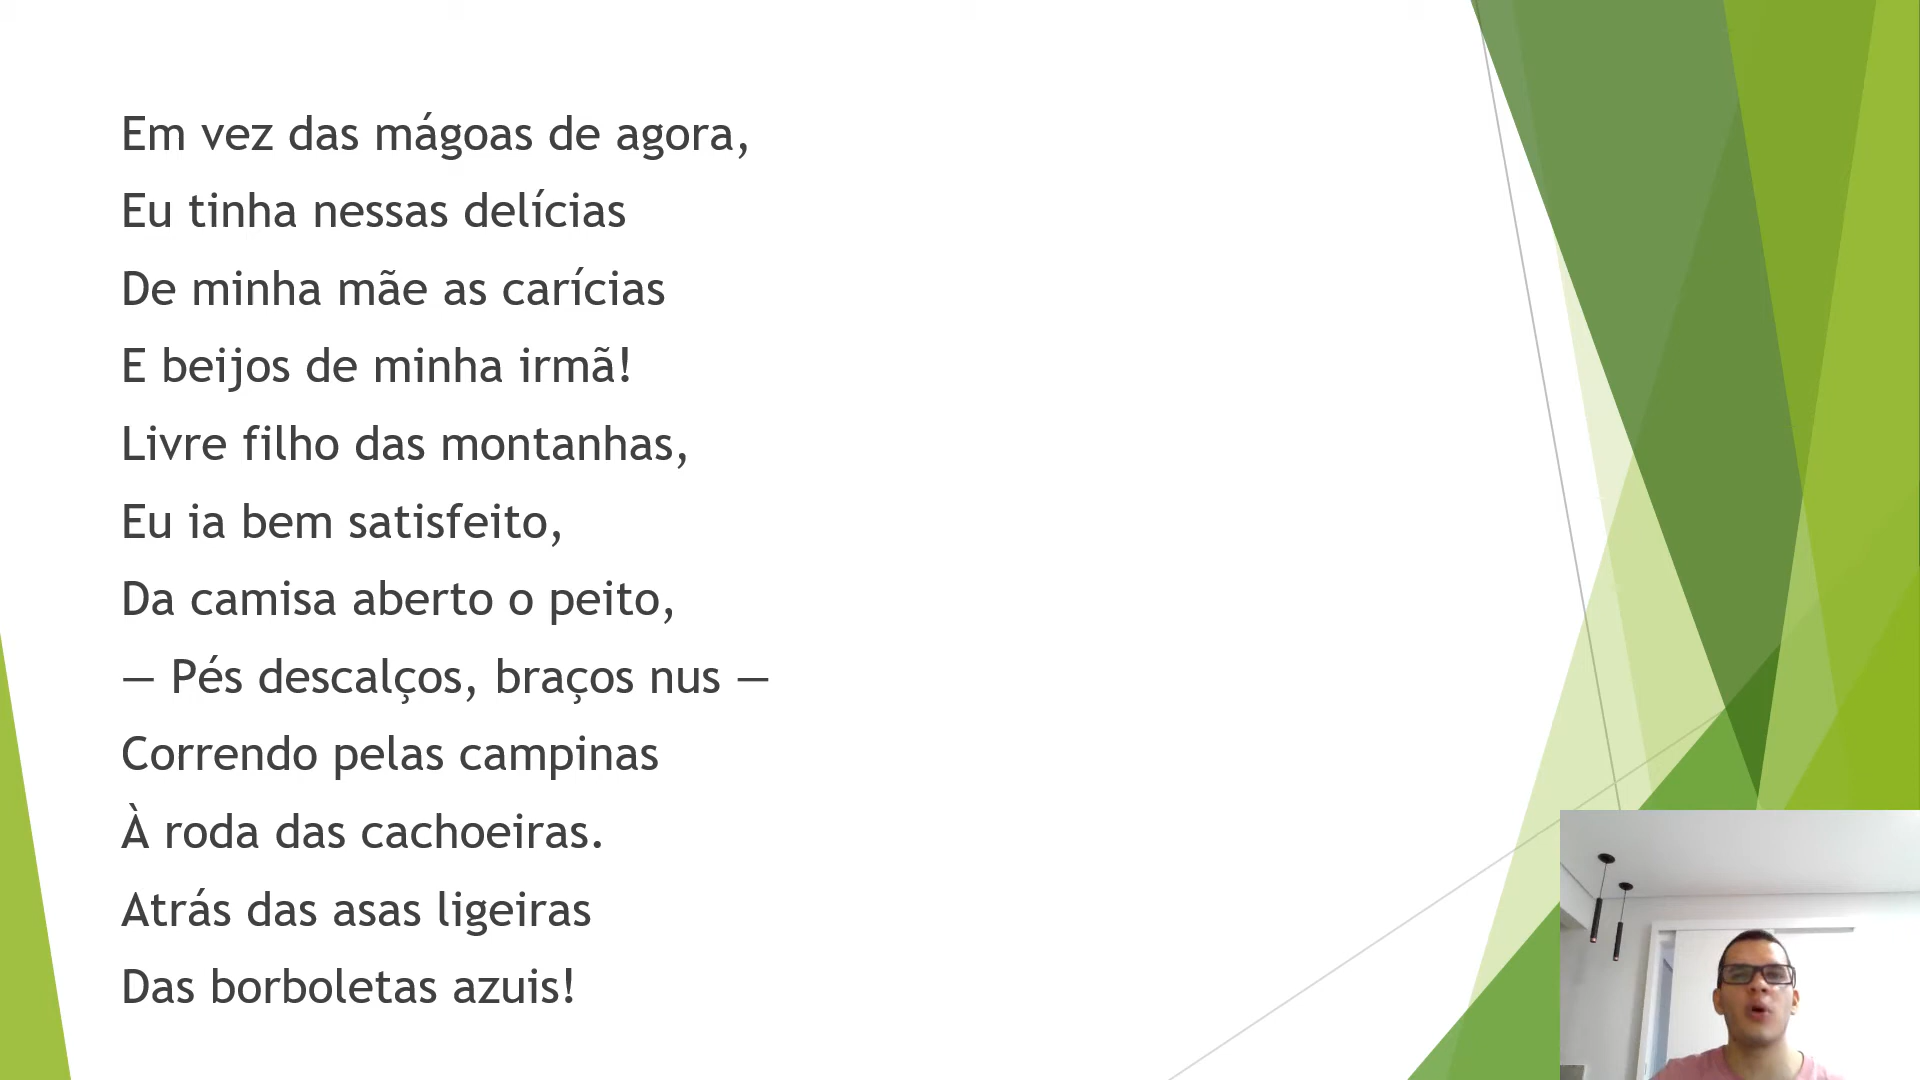 Em vez das mágoas de agora,
Eu tinha nessas delícias
De minha mãe as carícias
E beijos de minha irmã!
Livre filho das montanhas,
Eu ia bem satisfeito,
Da camisa aberto o peito,
— Pés descalços, braços nus —
Correndo pelas campinas
À roda das cachoeiras.
Atrás das asas ligeiras
Das borboletas azuis!